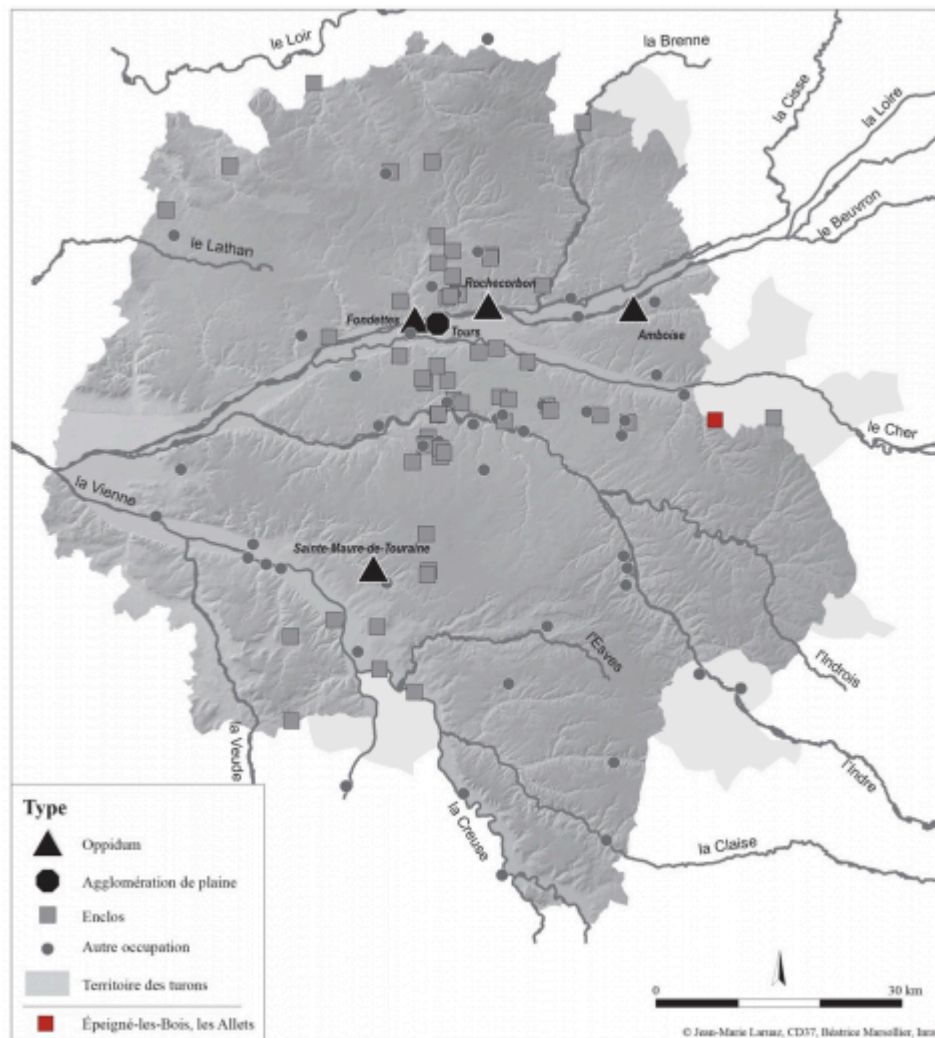 le Loir
la Brenne
la Cisse
la Loire
le Beuvron
le Lathan
Rochecorbon
Fondettes
Tours
Amboise
le Cher
la Vienne
Sainte-Maure-de-Touraine
l'Esves
l'Indrois
la Veude
l'Indre
la Creuse
la Claise
Type
Oppidum
Agglomération de plaine
Enclos
Autre occupation
Territoire des turons
Épeigné-les-Bois, les Allets
0 30 km
© Jean-Marie Laruaz, CD37, Béatrice Marsollier, Inrap